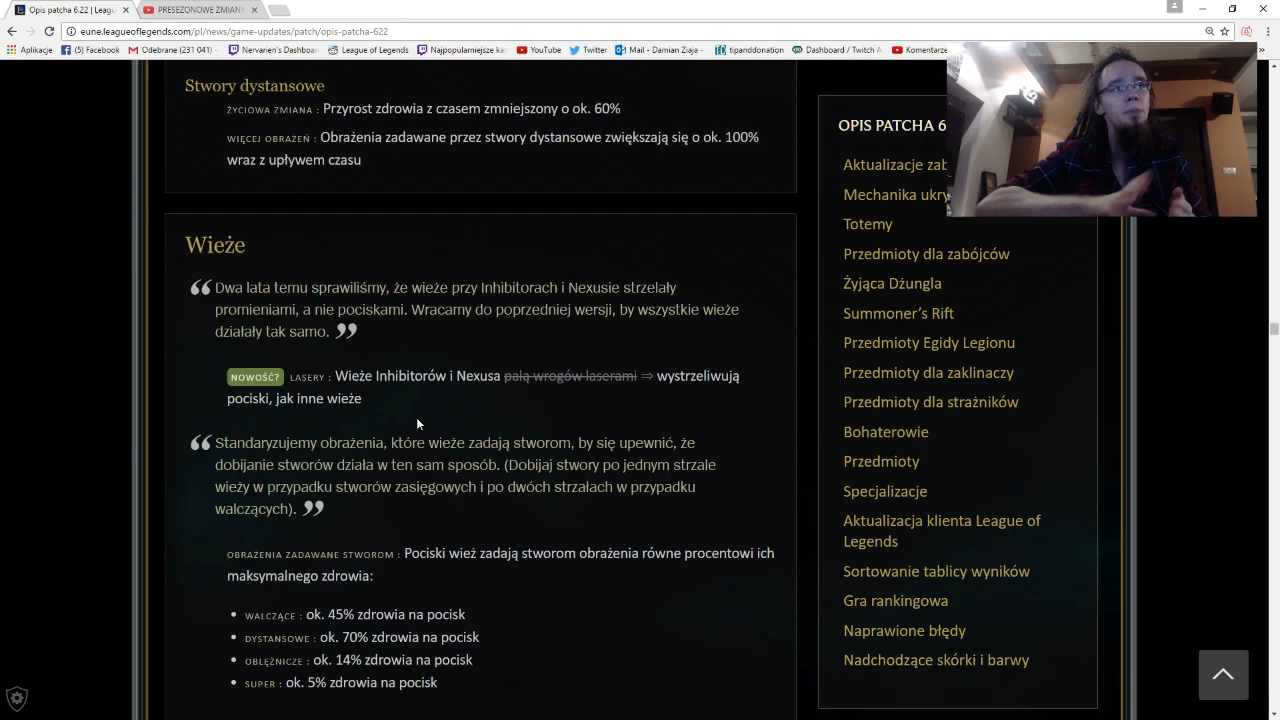 Opis patcha 6.22 | Leagu
PRESEZONOWE ZMIANY
eune.leagueoflegends.com/pl/news/game-updates/patch/opis-patcha-622
Aplikacje
(5) Facebook
Odebrane (231 041)
Nervarien's Dashboa
League of Legends
Najpopularniejsze kan
YouTube
Twitter
Mail - Damian Ziaja
tipanddonation
Dashboard / Twitch A
Komentarze
Stwory dystansowe
ŻYCIOWA ZMIANA : Przyrost zdrowia z czasem zmniejszony o ok. 60%
WIĘCEJ OBRAŻEŃ : Obrażenia zadawane przez stwory dystansowe zwiększają się o ok. 100%
wraz z upływem czasu
Wieże
Dwa lata temu sprawiliśmy, że wieże przy Inhibitorach i Nexusie strzelały
promieniami, a nie pociskami. Wracamy do poprzedniej wersji, by wszystkie wieże
działały tak samo.
NOWOŚĆ? LASERY : Wieże Inhibitorów i Nexusa palą wrogów laserami ⇒ wystrzeliwują
pociski, jak inne wieże
Standaryzujemy obrażenia, które wieże zadają stworom, by się upewnić, że
dobijanie stworów działa w ten sam sposób. (Dobijaj stwory po jednym strzale
wieży w przypadku stworów zasięgowych i po dwóch strzałach w przypadku
walczących).
OBRAŻENIA ZADAWANE STWOROM : Pociski wież zadają stworom obrażenia równe procentowi ich
maksymalnego zdrowia:
WALCZĄCE : ok. 45% zdrowia na pocisk
DYSTANSOWE : ok. 70% zdrowia na pocisk
OBLĘŻNICZE : ok. 14% zdrowia na pocisk
SUPER : ok. 5% zdrowia na pocisk
OPIS PATCHA 6
Aktualizacje zab
Mechanika ukry
Totemy
Przedmioty dla zabójców
Żyjąca Dżungla
Summoner's Rift
Przedmioty Egidy Legionu
Przedmioty dla zaklinaczy
Przedmioty dla strażników
Bohaterowie
Przedmioty
Specjalizacje
Aktualizacja klienta League of
Legends
Sortowanie tablicy wyników
Gra rankingowa
Naprawione błędy
Nadchodzące skórki i barwy